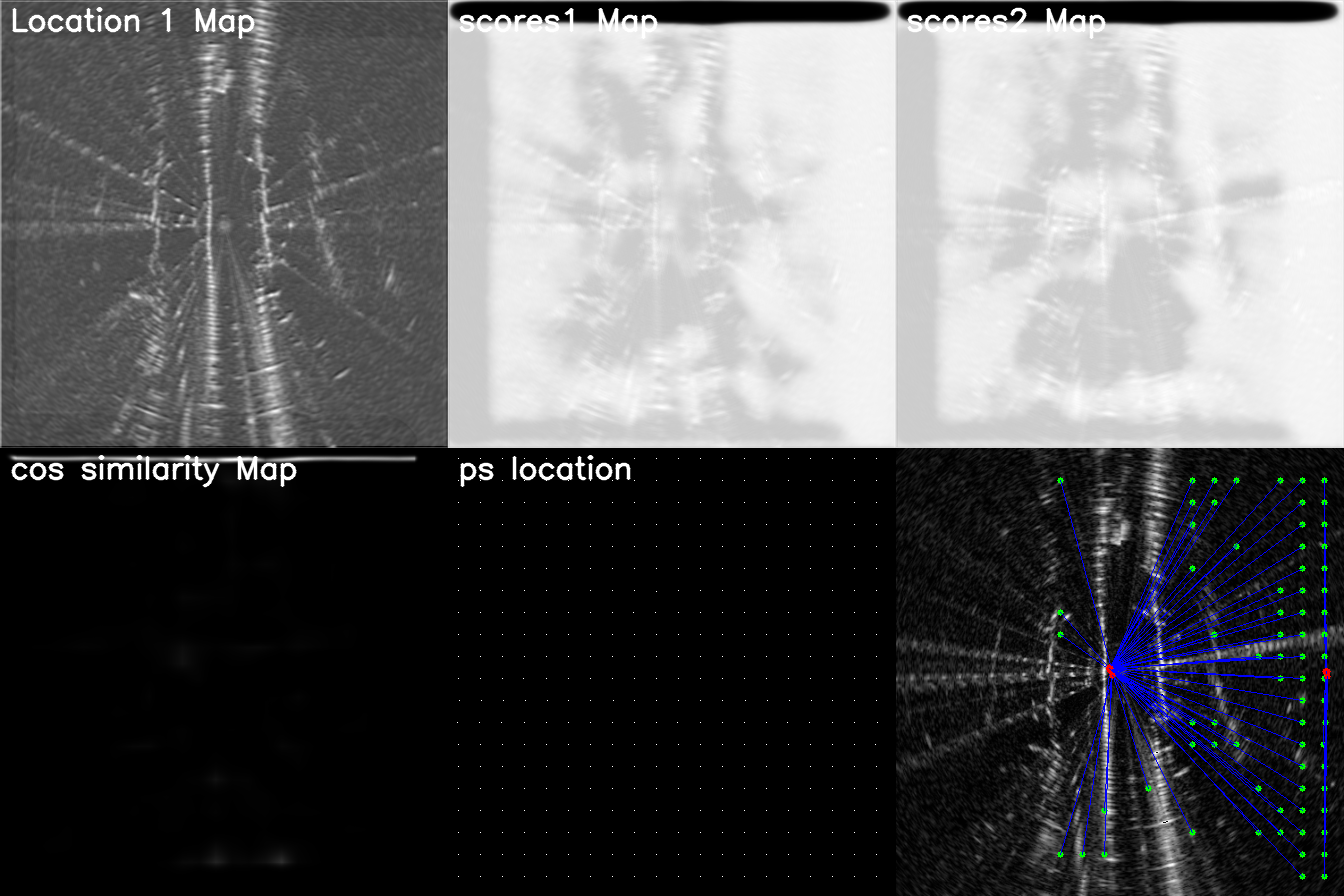 Location 1 Map
scores1 Map
scores2 Map
cos similarity Map
ps location